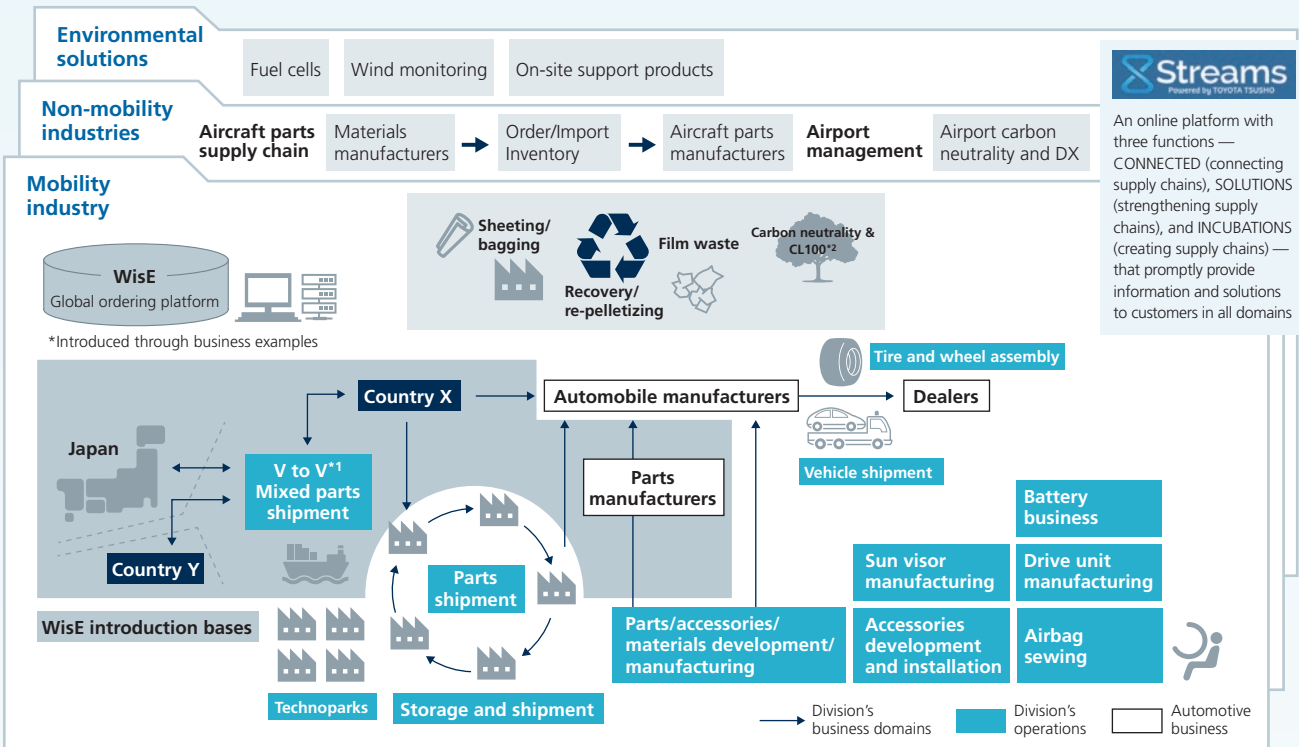 Environmental
solutions
Fuel cells
Wind monitoring
On-site support products
Streams
Powered by TOYOTA TSUSHO
An online platform with
three functions —
CONNECTED (connecting
supply chains), SOLUTIONS
(strengthening supply
chains), and INCUBATIONS
(creating supply chains) —
that promptly provide
information and solutions
to customers in all domains
Non-mobility
industries
Aircraft parts
supply chain
Materials
manufacturers
Order/Import
Inventory
Aircraft parts
manufacturers
Airport
management
Airport carbon
neutrality and DX
Mobility
industry
WisE
Global ordering platform
*Introduced through business examples
Sheeting/
bagging
Recovery/
re-pelletizing
Film waste
Carbon neutrality &
CL100*2
Tire and wheel assembly
Country X
Automobile manufacturers
Dealers
Japan
V to V*1
Mixed parts
shipment
Parts
manufacturers
Vehicle shipment
Country Y
Parts
shipment
Battery
business
Sun visor
manufacturing
Drive unit
manufacturing
WisE introduction bases
Parts/accessories/
materials development/
manufacturing
Accessories
development
and installation
Airbag
sewing
Technoparks
Storage and shipment
Division's
business domains
Division's
operations
Automotive
business